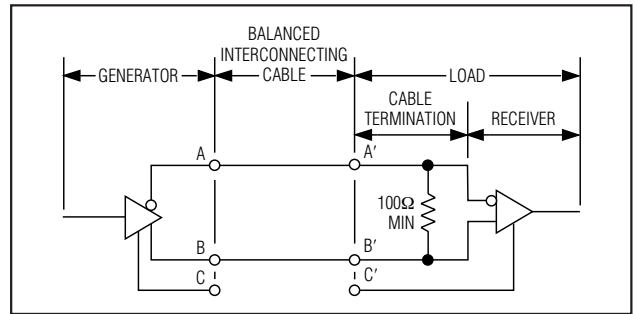 BALANCED
INTERCONNECTING
CABLE
GENERATOR
LOAD
CABLE
TERMINATION
RECEIVER
A
A′
100Ω
MIN
B
B′
C
C′